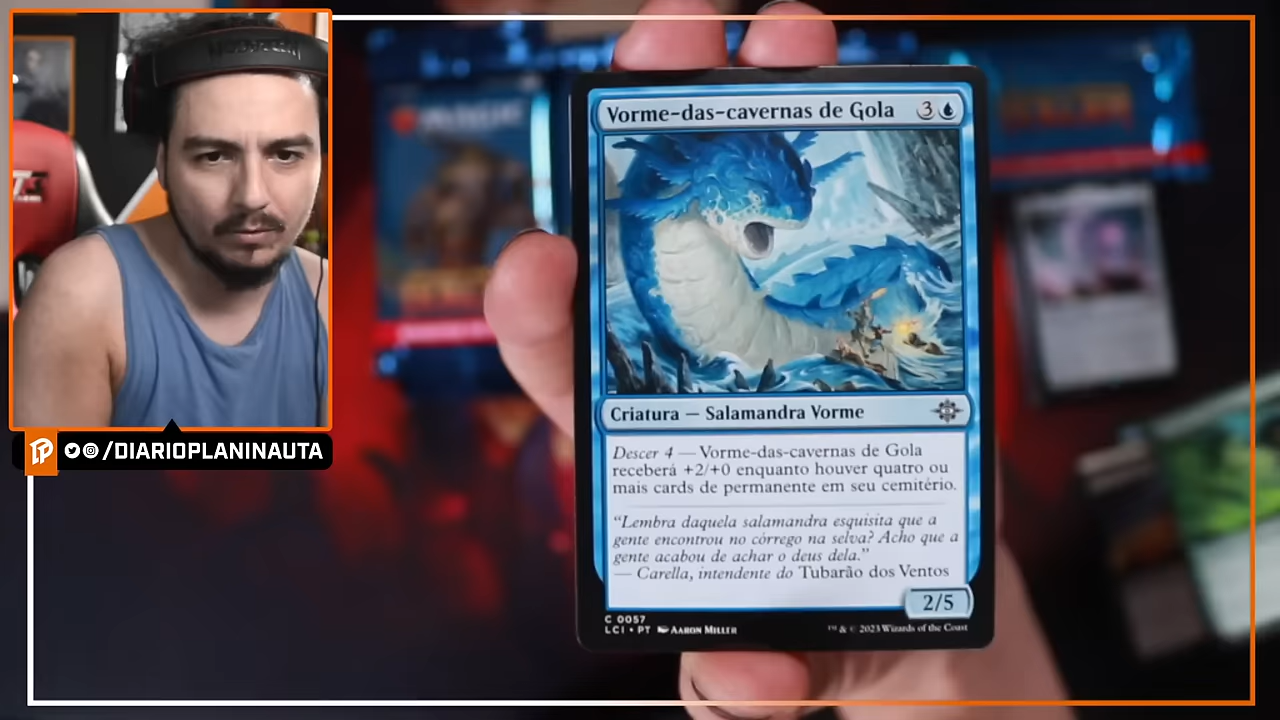 Vorme-das-cavernas de Gola 3
Criatura — Salamandra Vorme
Descer 4 — Vorme-das-cavernas de Gola
receberá +2/+0 enquanto houver quatro ou
mais cards de permanente em seu cemitério.
“Lembra daquela salamandra esquisita que a
gente encontrou no córrego na selva? Acho que a
gente acabou de achar o deus dela.”
— Carella, intendente do Tubarão dos Ventos
2/5
C 0057
LCI • PT Aaron Miller
™ & © 2023 Wizards of the Coast
/DIARIOPLANINAUTA